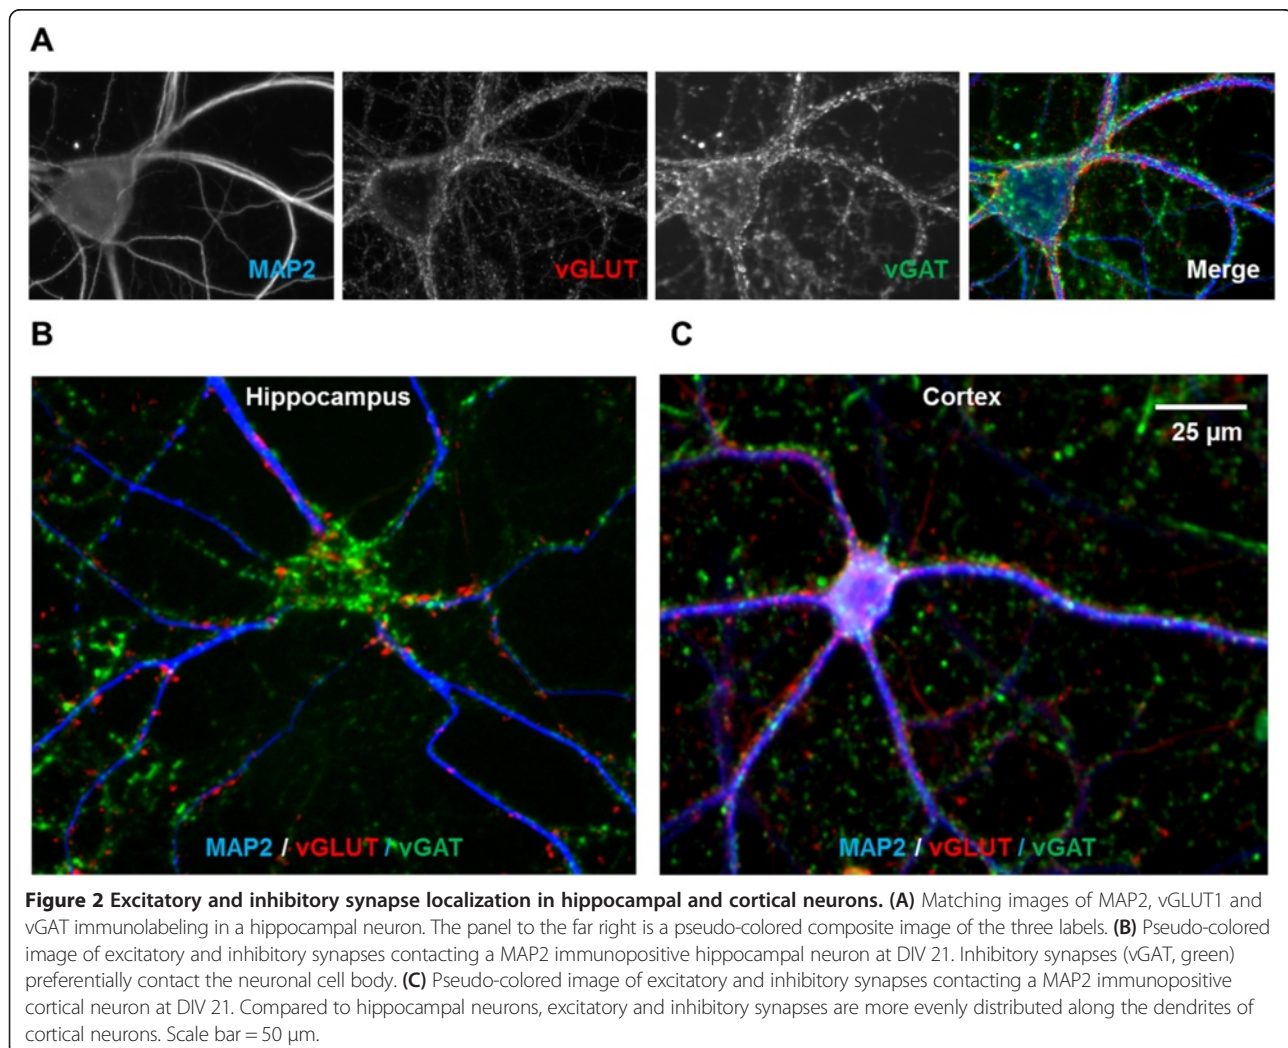 A
MAP2
vGLUT
vGAT
Merge
B
C
Hippocampus
Cortex
25 µm
MAP2 / vGLUT / vGAT
MAP2 / vGLUT / vGAT
Figure 2 Excitatory and inhibitory synapse localization in hippocampal and cortical neurons. (A) Matching images of MAP2, vGLUT1 and
vGAT immunolabeling in a hippocampal neuron. The panel to the far right is a pseudo-colored composite image of the three labels. (B) Pseudo-colored
image of excitatory and inhibitory synapses contacting a MAP2 immunopositive hippocampal neuron at DIV 21. Inhibitory synapses (vGAT, green)
preferentially contact the neuronal cell body. (C) Pseudo-colored image of excitatory and inhibitory synapses contacting a MAP2 immunopositive
cortical neuron at DIV 21. Compared to hippocampal neurons, excitatory and inhibitory synapses are more evenly distributed along the dendrites of
cortical neurons. Scale bar = 50 µm.